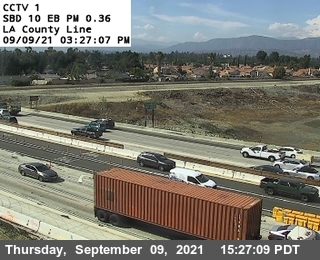 CCTV 1
SBD 10 EB PM 0.36
LA County Line
09/09/21 03:27:07 PM
Thursday, September 09, 2021 15:27:09 PDT